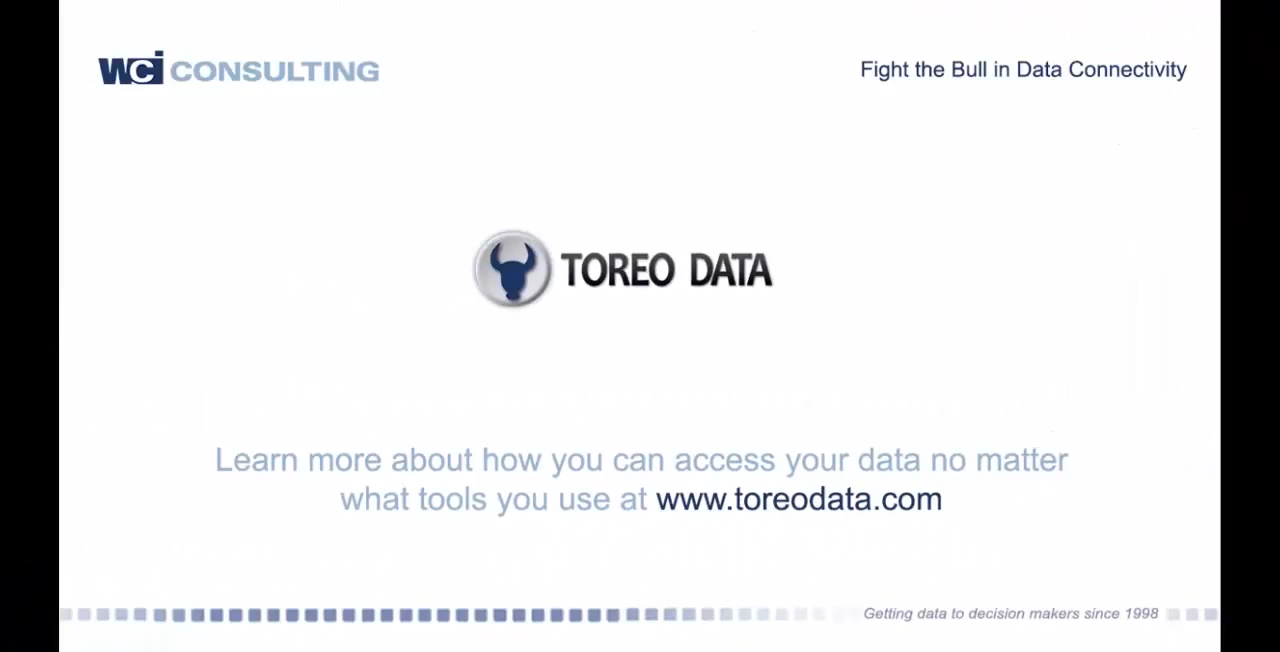 WCi CONSULTING
Fight the Bull in Data Connectivity
TOREO DATA
Learn more about how you can access your data no matter
what tools you use at www.toreodata.com
Getting data to decision makers since 1998